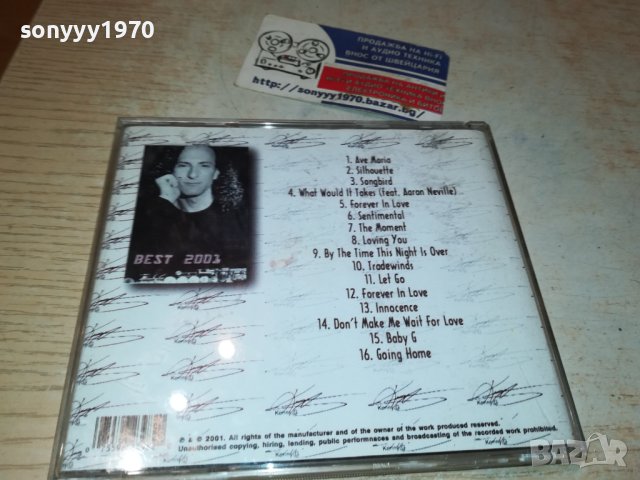 sonyyy1970
ПРОДАЖБА НА HI-FI
И АУДИО ТЕХНИКА
ВНОС ОТ ШВЕЙЦАРИЯ
http://sonyyy1970.bazar.bg/
1. Ave Maria
2. Silhouette
3. Songbird
4. What Would It Takes (feat. Aaron Neville)
5. Forever In Love
6. Sentimental
7. The Moment
8. Loving You
9. By The Time This Night Is Over
10. Tradewinds
11. Let Go
12. Forever In Love
13. Innocence
14. Don't Make Me Wait For Love
15. Baby G
16. Going Home
BEST 2001
℗ & © 2001. All rights of the manufacturer and of the owner of the work produced reserved.
Unauthorised copying, hiring, lending, public performnaces and broadcasting of the recorded work prohibited.
BAZAR
bg